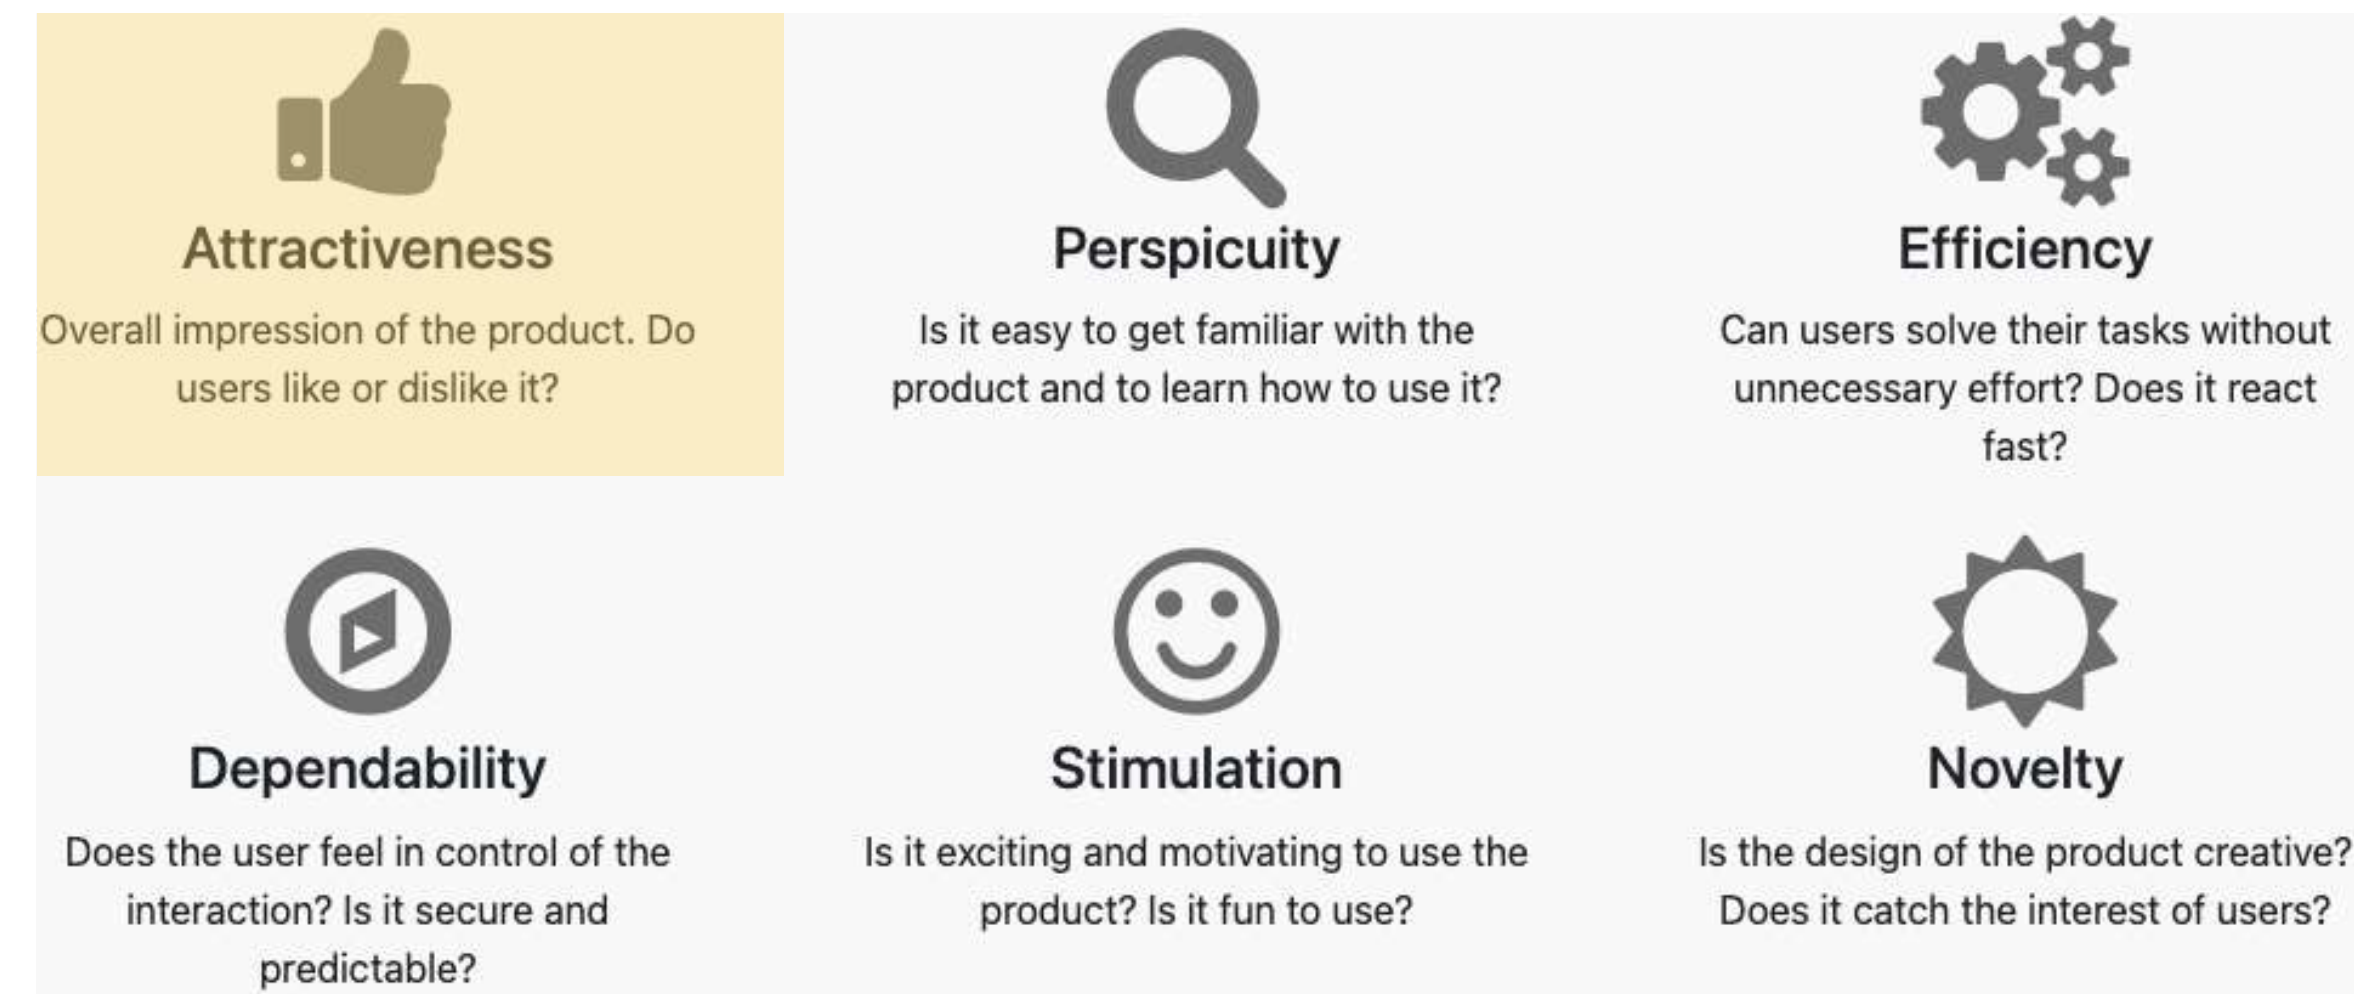 Attractiveness
Overall impression of the product. Do
users like or dislike it?
Perspicuity
Is it easy to get familiar with the
product and to learn how to use it?
Efficiency
Can users solve their tasks without
unnecessary effort? Does it react
fast?
Dependability
Does the user feel in control of the
interaction? Is it secure and
predictable?
Stimulation
Is it exciting and motivating to use the
product? Is it fun to use?
Novelty
Is the design of the product creative?
Does it catch the interest of users?